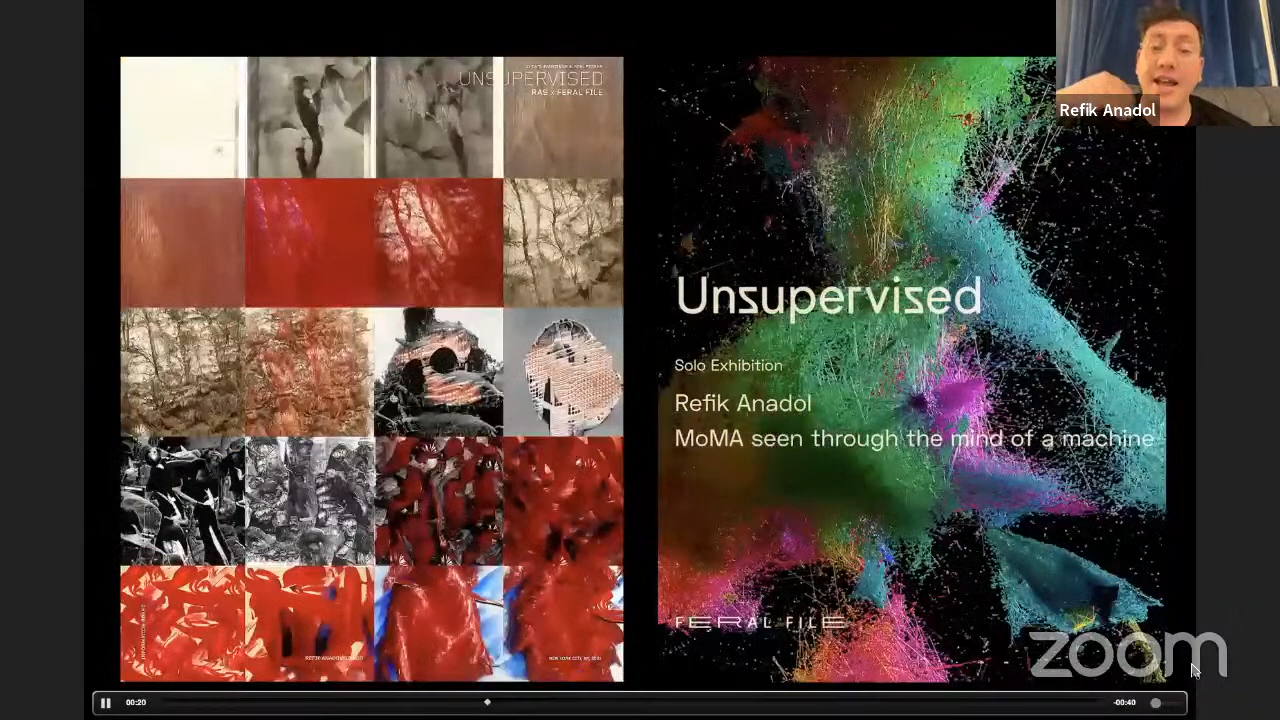 UNSUPERVISED
RAS x FERAL FILE
Refik Anadol
Unsupervised
Solo Exhibition
Refik Anadol
MoMA seen through the mind of a machine
FERAL FILE
zoom
00:20
-00:40